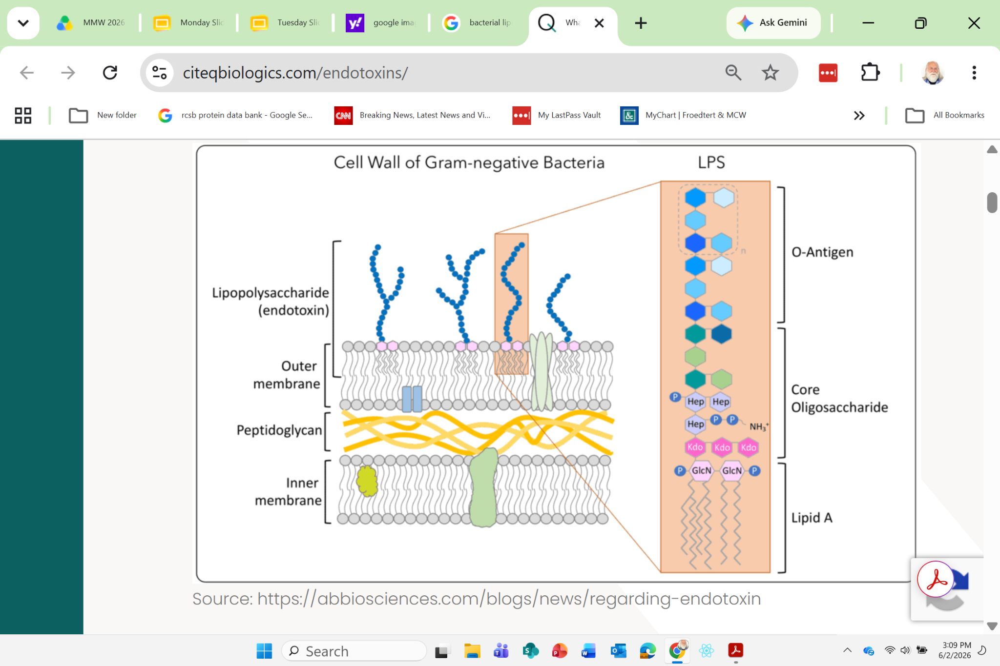 MMW 2026
Monday Slic
Tuesday Slic
google ima
bacterial lip
Wha
Ask Gemini
citeqbiologics.com/endotoxins/
New folder
rcsb protein data bank - Google Se...
CNN
Breaking News, Latest News and Vi...
My LastPass Vault
MyChart | Froedtert & MCW
All Bookmarks
Cell Wall of Gram-negative Bacteria
LPS
Lipopolysaccharide
(endotoxin)
Outer
membrane
Peptidoglycan
Inner
membrane
n
O-Antigen
Core
Oligosaccharide
P
Hep
Hep
Hep
P
P
NH₃⁺
Kdo
Kdo
Kdo
P
GlcN
GlcN
P
Lipid A
Source: https://abbiosciences.com/blogs/news/regarding-endotoxin
Search
3:09 PM
6/2/2026